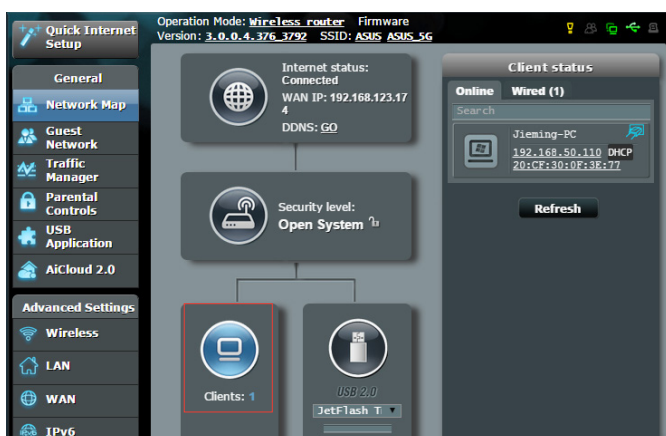 Operation Mode: Wireless router Firmware
Version: 3.0.0.4.376_3792 SSID: ASUS ASUS_5G
Quick Internet
Setup
General
Network Map
Guest
Network
Traffic
Manager
Parental
Controls
USB
Application
AiCloud 2.0
Advanced Settings
Wireless
LAN
WAN
IPv6
Internet status:
Connected
WAN IP: 192.168.123.17
4
DDNS: GO
Security level:
Open System
Clients: 1
USB 2.0
JetFlash T
Client status
Online Wired (1)
Search
Jieming-PC
192.168.50.110 DHCP
20:CF:30:0F:3E:77
Refresh